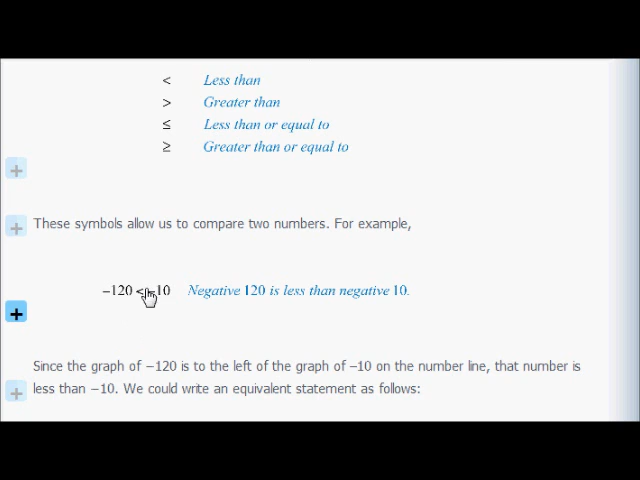 < Less than
> Greater than
≤ Less than or equal to
≥ Greater than or equal to
These symbols allow us to compare two numbers. For example,
−120 < −10 Negative 120 is less than negative 10.
Since the graph of −120 is to the left of the graph of −10 on the number line, that number is
less than −10. We could write an equivalent statement as follows: